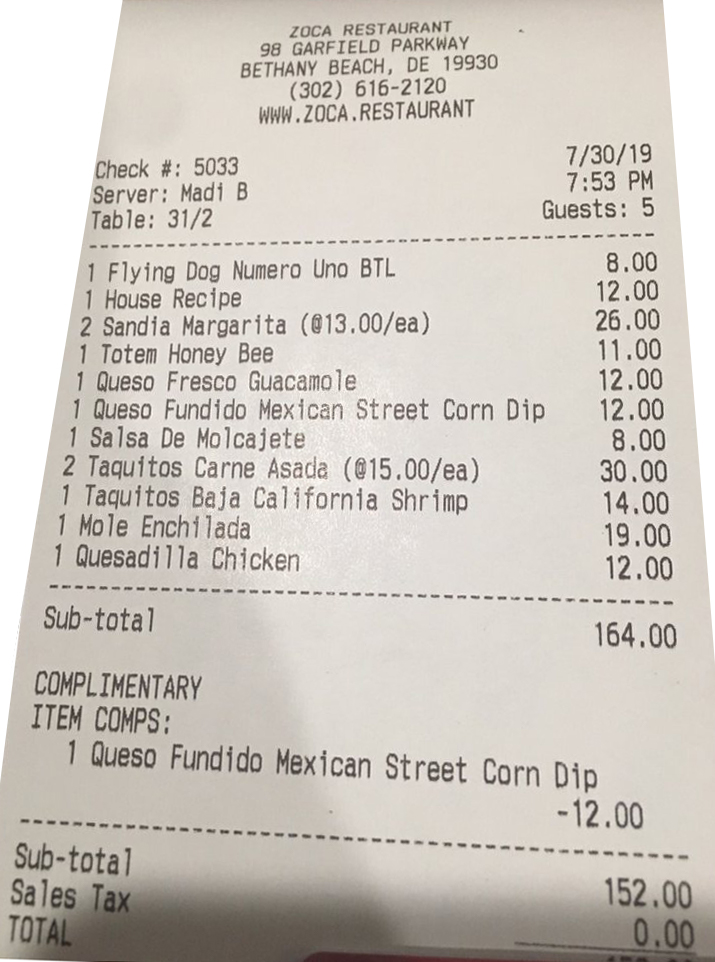 ZOCA RESTAURANT
98 GARFIELD PARKWAY
BETHANY BEACH, DE 19930
(302) 616-2120
WWW.ZOCA.RESTAURANT
Check #: 5033 7/30/19
Server: Madi B 7:53 PM
Table: 31/2 Guests: 5
1 Flying Dog Numero Uno BTL 8.00
1 House Recipe 12.00
2 Sandia Margarita (@13.00/ea) 26.00
1 Totem Honey Bee 11.00
1 Queso Fresco Guacamole 12.00
1 Queso Fundido Mexican Street Corn Dip 12.00
1 Salsa De Molcajete 8.00
2 Taquitos Carne Asada (@15.00/ea) 30.00
1 Taquitos Baja California Shrimp 14.00
1 Mole Enchilada 19.00
1 Quesadilla Chicken 12.00
Sub-total 164.00
COMPLIMENTARY
ITEM COMPS:
1 Queso Fundido Mexican Street Corn Dip
-12.00
Sub-total 152.00
Sales Tax 0.00
TOTAL